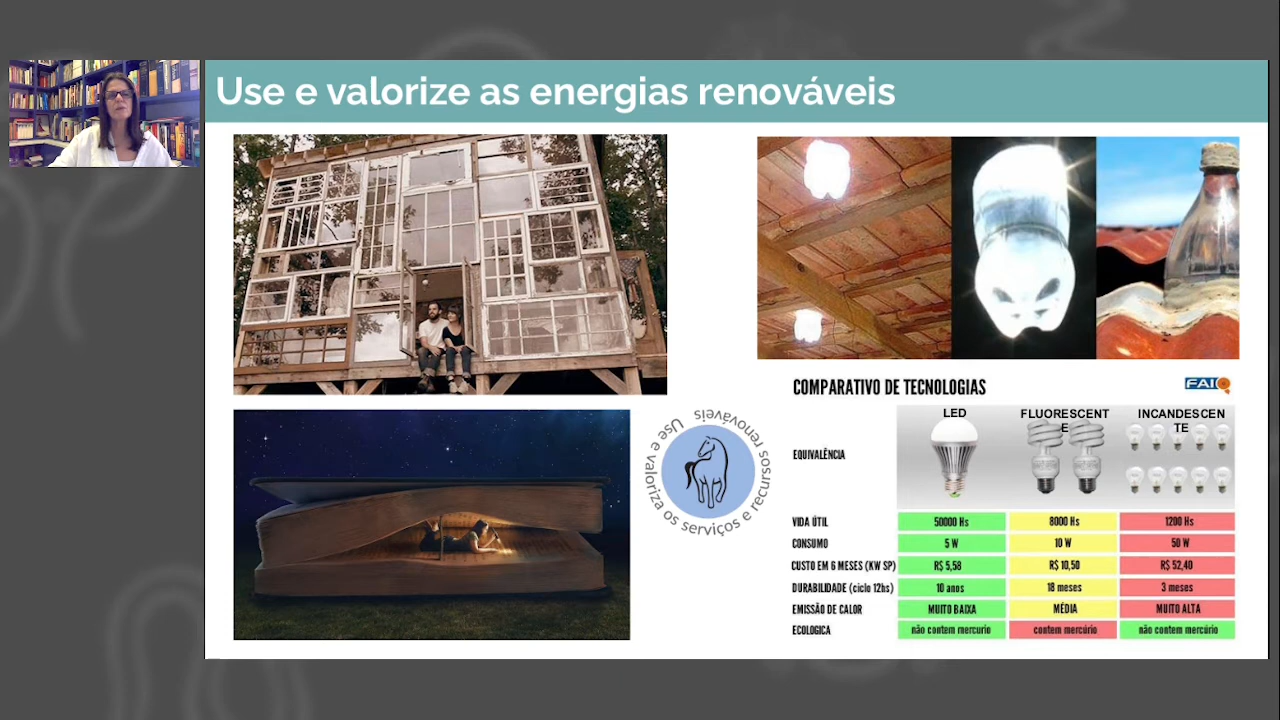 Use e valorize as energias renováveis
Use e valoriza os serviços e recursos renováveis
COMPARATIVO DE TECNOLOGIAS
FAI
LED
FLUORESCENT
E
INCANDESCEN
TE
EQUIVALÊNCIA
VIDA ÚTIL 50000 Hs 8000 Hs 1200 Hs
CONSUMO 5 W 10 W 50 W
CUSTO EM 6 MESES (KW SP) R$ 5,58 R$ 10,50 R$ 52,40
DURABILIDADE (ciclo 12hs) 10 anos 18 meses 3 meses
EMISSÃO DE CALOR MUITO BAIXA MÉDIA MUITO ALTA
ECOLOGICA não contem mercurio contem mercúrio não contem mercúrio